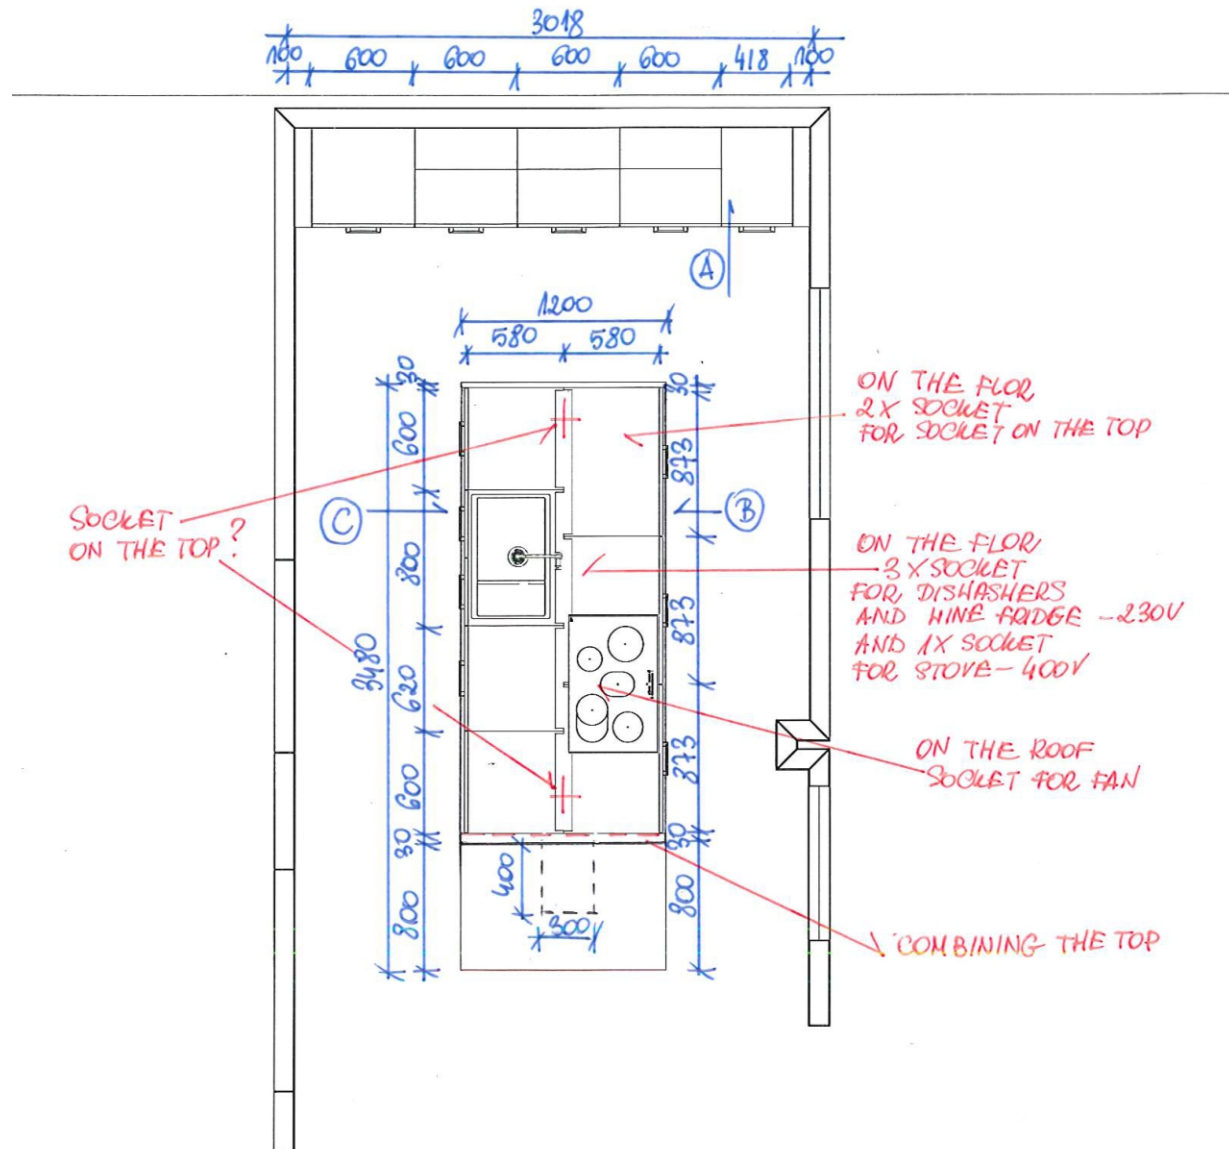 3018
100 600 600 600 600 418 100
A
1200
580 580
30 600 800 620 600 30 800
3480
30 873 873 873 30 800
C
B
SOCKET
ON THE TOP?
ON THE FLOR
2X SOCKET
FOR SOCKET ON THE TOP
ON THE FLOR
3 X SOCKET
FOR DISHASHERS
AND WINE FRIDGE - 230V
AND 1X SOCKET
FOR STOVE - 400V
ON THE ROOF
SOCKET FOR FAN
400
300
COMBINING THE TOP